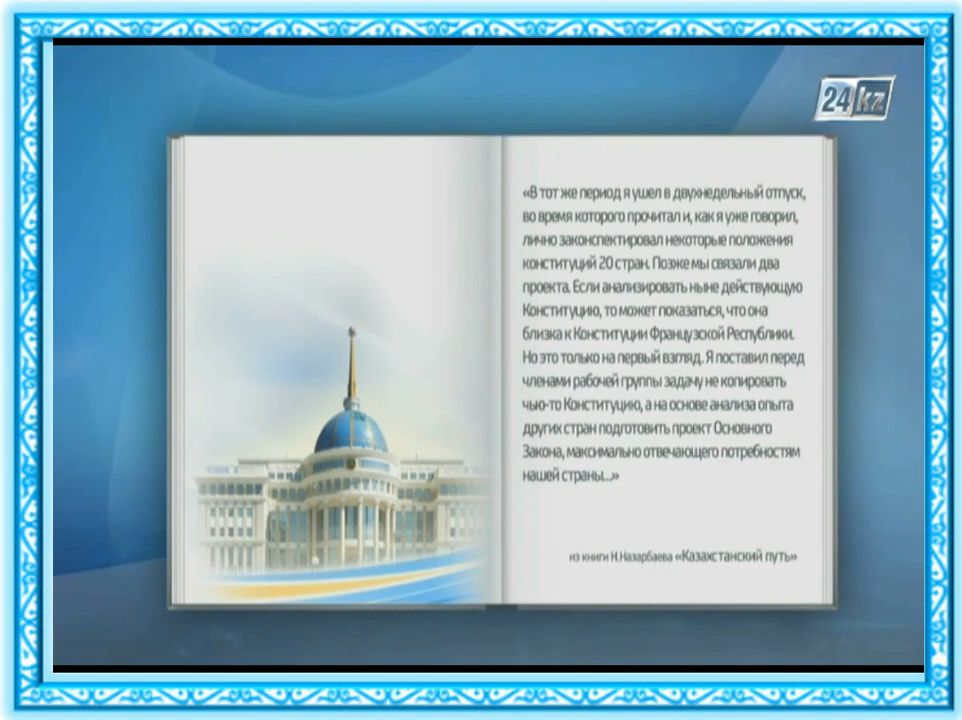 24 kz
«В тот же период я ушел в двухнедельный отпуск,
во время которого прочитал и, как я уже говорил,
лично законспектировал некоторые положения
конституций 20 стран. Позже мы связали два
проекта. Если анализировать ныне действующую
Конституцию, то может показаться, что она
близка к Конституции Французской Республики.
Но это только на первый взгляд. Я поставил перед
членами рабочей группы задачу не копировать
чью-то Конституцию, а на основе анализа опыта
других стран подготовить проект Основного
Закона, максимально отвечающего потребностям
нашей страны...»
из книги Н.Назарбаева «Казахстанский путь»